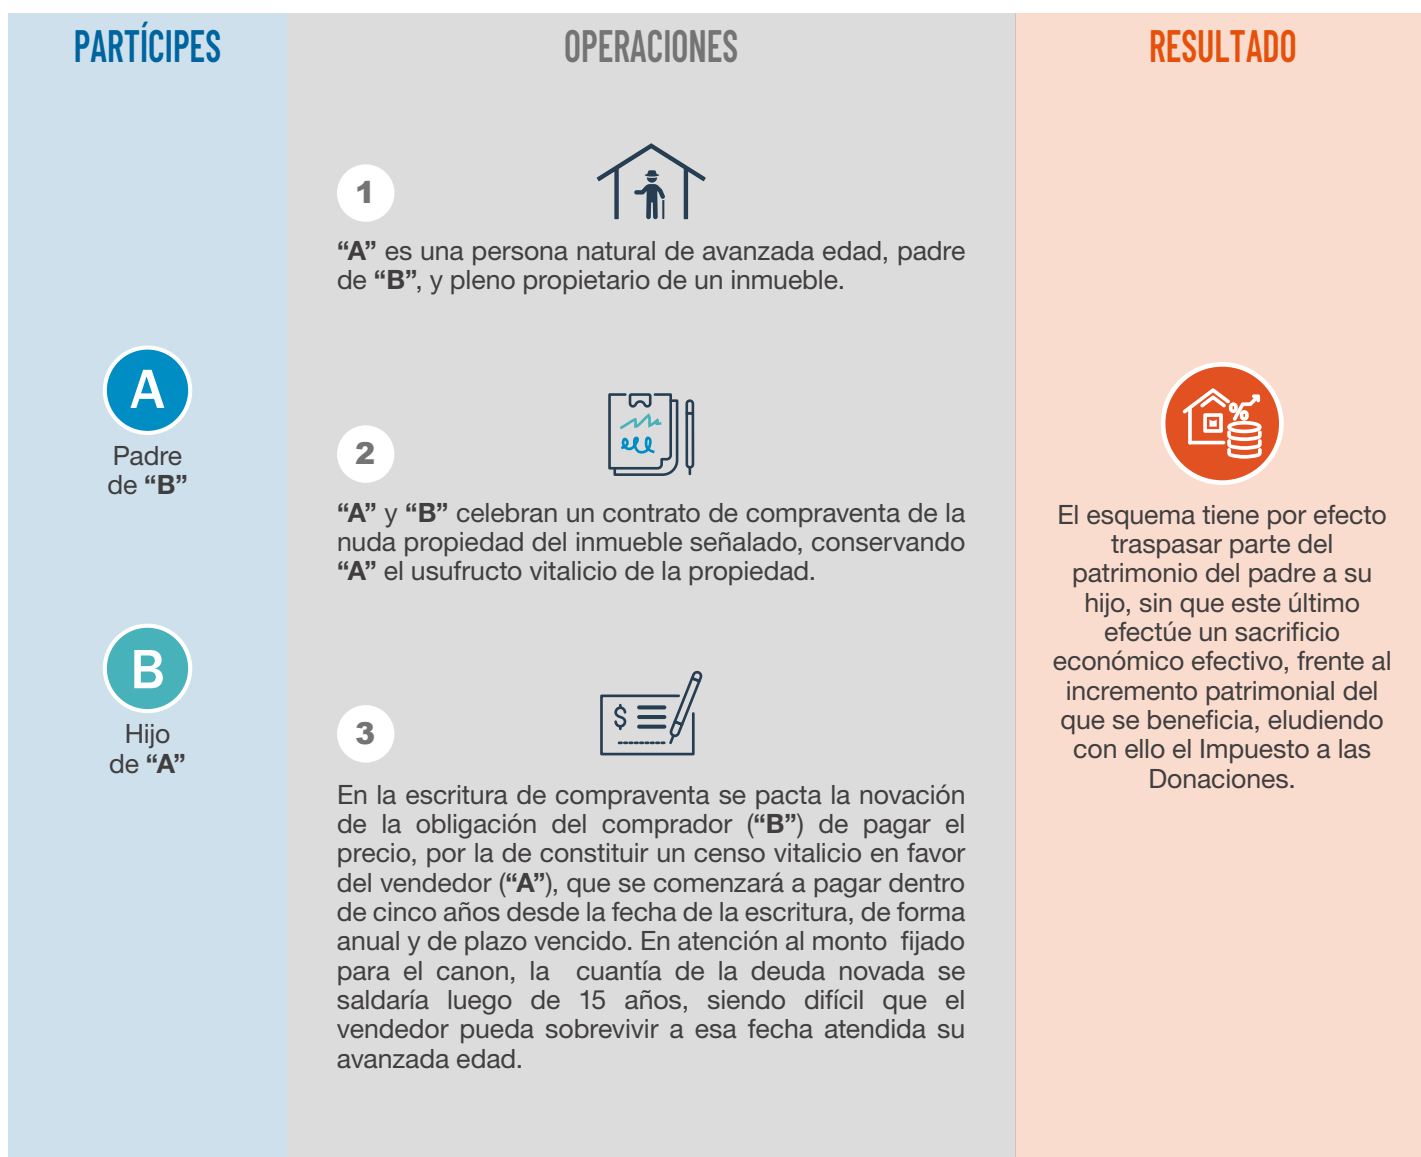 PARTÍCIPES
A
Padre
de “B”
B
Hijo
de “A”
OPERACIONES
1
“A” es una persona natural de avanzada edad, padre
de “B”, y pleno propietario de un inmueble.
2
“A” y “B” celebran un contrato de compraventa de la
nuda propiedad del inmueble señalado, conservando
“A” el usufructo vitalicio de la propiedad.
$
3
En la escritura de compraventa se pacta la novación
de la obligación del comprador (“B”) de pagar el
precio, por la de constituir un censo vitalicio en favor
del vendedor (“A”), que se comenzará a pagar dentro
de cinco años desde la fecha de la escritura, de forma
anual y de plazo vencido. En atención al monto fijado
para el canon, la cuantía de la deuda novada se
saldaría luego de 15 años, siendo difícil que el
vendedor pueda sobrevivir a esa fecha atendida su
avanzada edad.
RESULTADO
%
El esquema tiene por efecto
traspasar parte del
patrimonio del padre a su
hijo, sin que este último
efectúe un sacrificio
económico efectivo, frente al
incremento patrimonial del
que se beneficia, eludiendo
con ello el Impuesto a las
Donaciones.